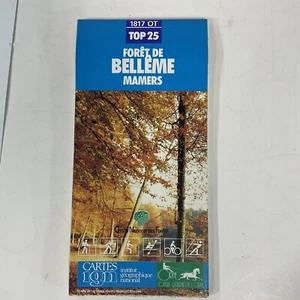 1817 OT
TOP 25
FORÊT DE
BELLÊME
MAMERS
CARTES
IGN
institut
géographique
national